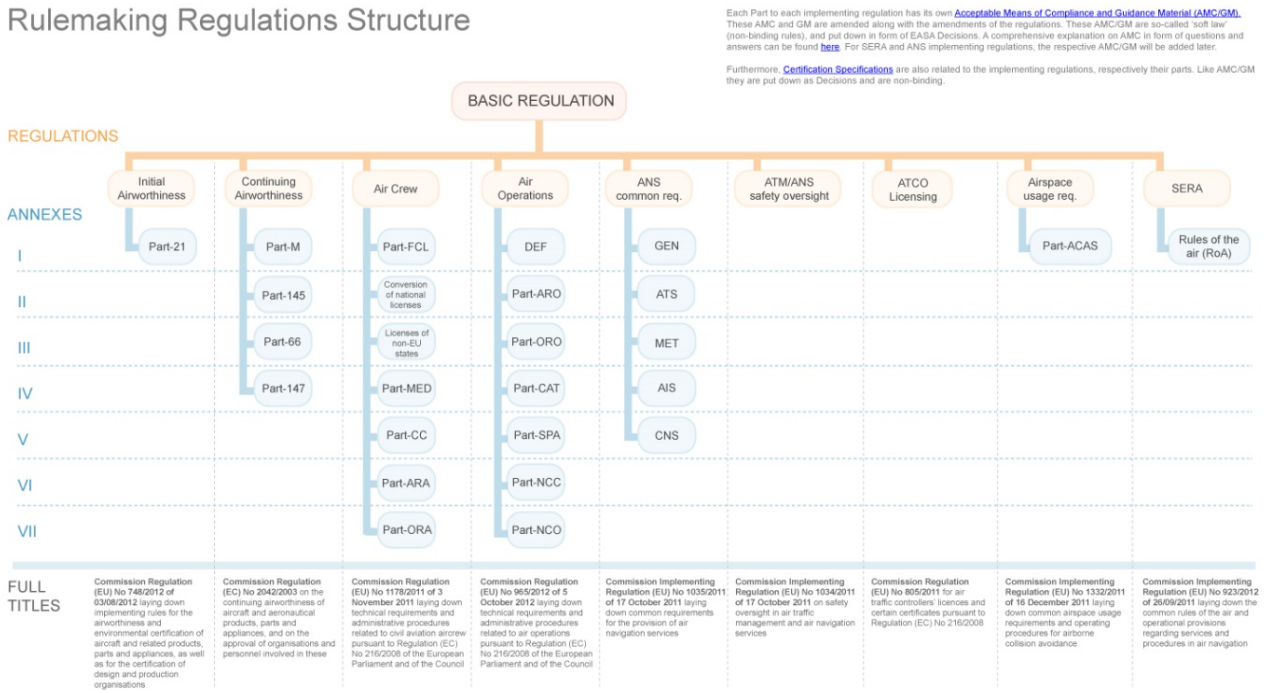 Rulemaking Regulations Structure
Each Part to each implementing regulation has its own Acceptable Means of Compliance and Guidance Material (AMC/GM).
These AMC and GM are amended along with the amendments of the regulations. These AMC/GM are so-called 'soft law'
(non-binding rules), and put down in form of EASA Decisions. A comprehensive explanation on AMC in form of questions and
answers can be found here. For SERA and ANS implementing regulations, the respective AMC/GM will be added later.
Furthermore, Certification Specifications are also related to the implementing regulations, respectively their parts. Like AMC/GM
they are put down as Decisions and are non-binding.
BASIC REGULATION
REGULATIONS
Initial
Airworthiness
Continuing
Airworthiness
Air Crew
Air
Operations
ANS
common req.
ATM/ANS
safety oversight
ATCO
Licensing
Airspace
usage req.
SERA
ANNEXES
I
Part-21
Part-M
Part-FCL
DEF
GEN
Part-ACAS
Rules of the
air (RoA)
II
Part-145
Conversion
of national
licenses
Part-ARO
ATS
III
Part-66
Licenses of
non-EU
states
Part-ORO
MET
IV
Part-147
Part-MED
Part-CAT
AIS
V
Part-CC
Part-SPA
CNS
VI
Part-ARA
Part-NCC
VII
Part-ORA
Part-NCO
FULL
TITLES
Commission Regulation
(EU) No 748/2012 of
03/08/2012 laying down
implementing rules for the
airworthiness and
environmental certification of
aircraft and related products,
parts and appliances, as well
as for the certification of
design and production
organisations
Commission Regulation
(EC) No 2042/2003 on the
continuing airworthiness of
aircraft and aeronautical
products, parts and
appliances, and on the
approval of organisations and
personnel involved in these
Commission Regulation
(EU) No 1178/2011 of 3
November 2011 laying down
technical requirements and
administrative procedures
related to civil aviation aircrew
pursuant to Regulation (EC)
No 216/2008 of the European
Parliament and of the Council
Commission Regulation
(EU) No 965/2012 of 5
October 2012 laying down
technical requirements and
administrative procedures
related to air operations
pursuant to Regulation (EC)
No 216/2008 of the European
Parliament and of the Council
Commission Implementing
Regulation (EU) No 1035/2011
of 17 October 2011 laying
down common requirements
for the provision of air
navigation services
Commission Implementing
Regulation (EU) No 1034/2011
of 17 October 2011 on safety
oversight in air traffic
management and air navigation
services
Commission Regulation
(EU) No 805/2011 for air
traffic controllers' licences and
certain certificates pursuant to
Regulation (EC) No 216/2008
Commission Implementing
Regulation (EU) No 1332/2011
of 16 December 2011 laying
down common airspace usage
requirements and operating
procedures for airborne
collision avoidance
Commission Implementing
Regulation (EU) No 923/2012
of 26/09/2011 laying down the
common rules of the air and
operational provisions
regarding services and
procedures in air navigation